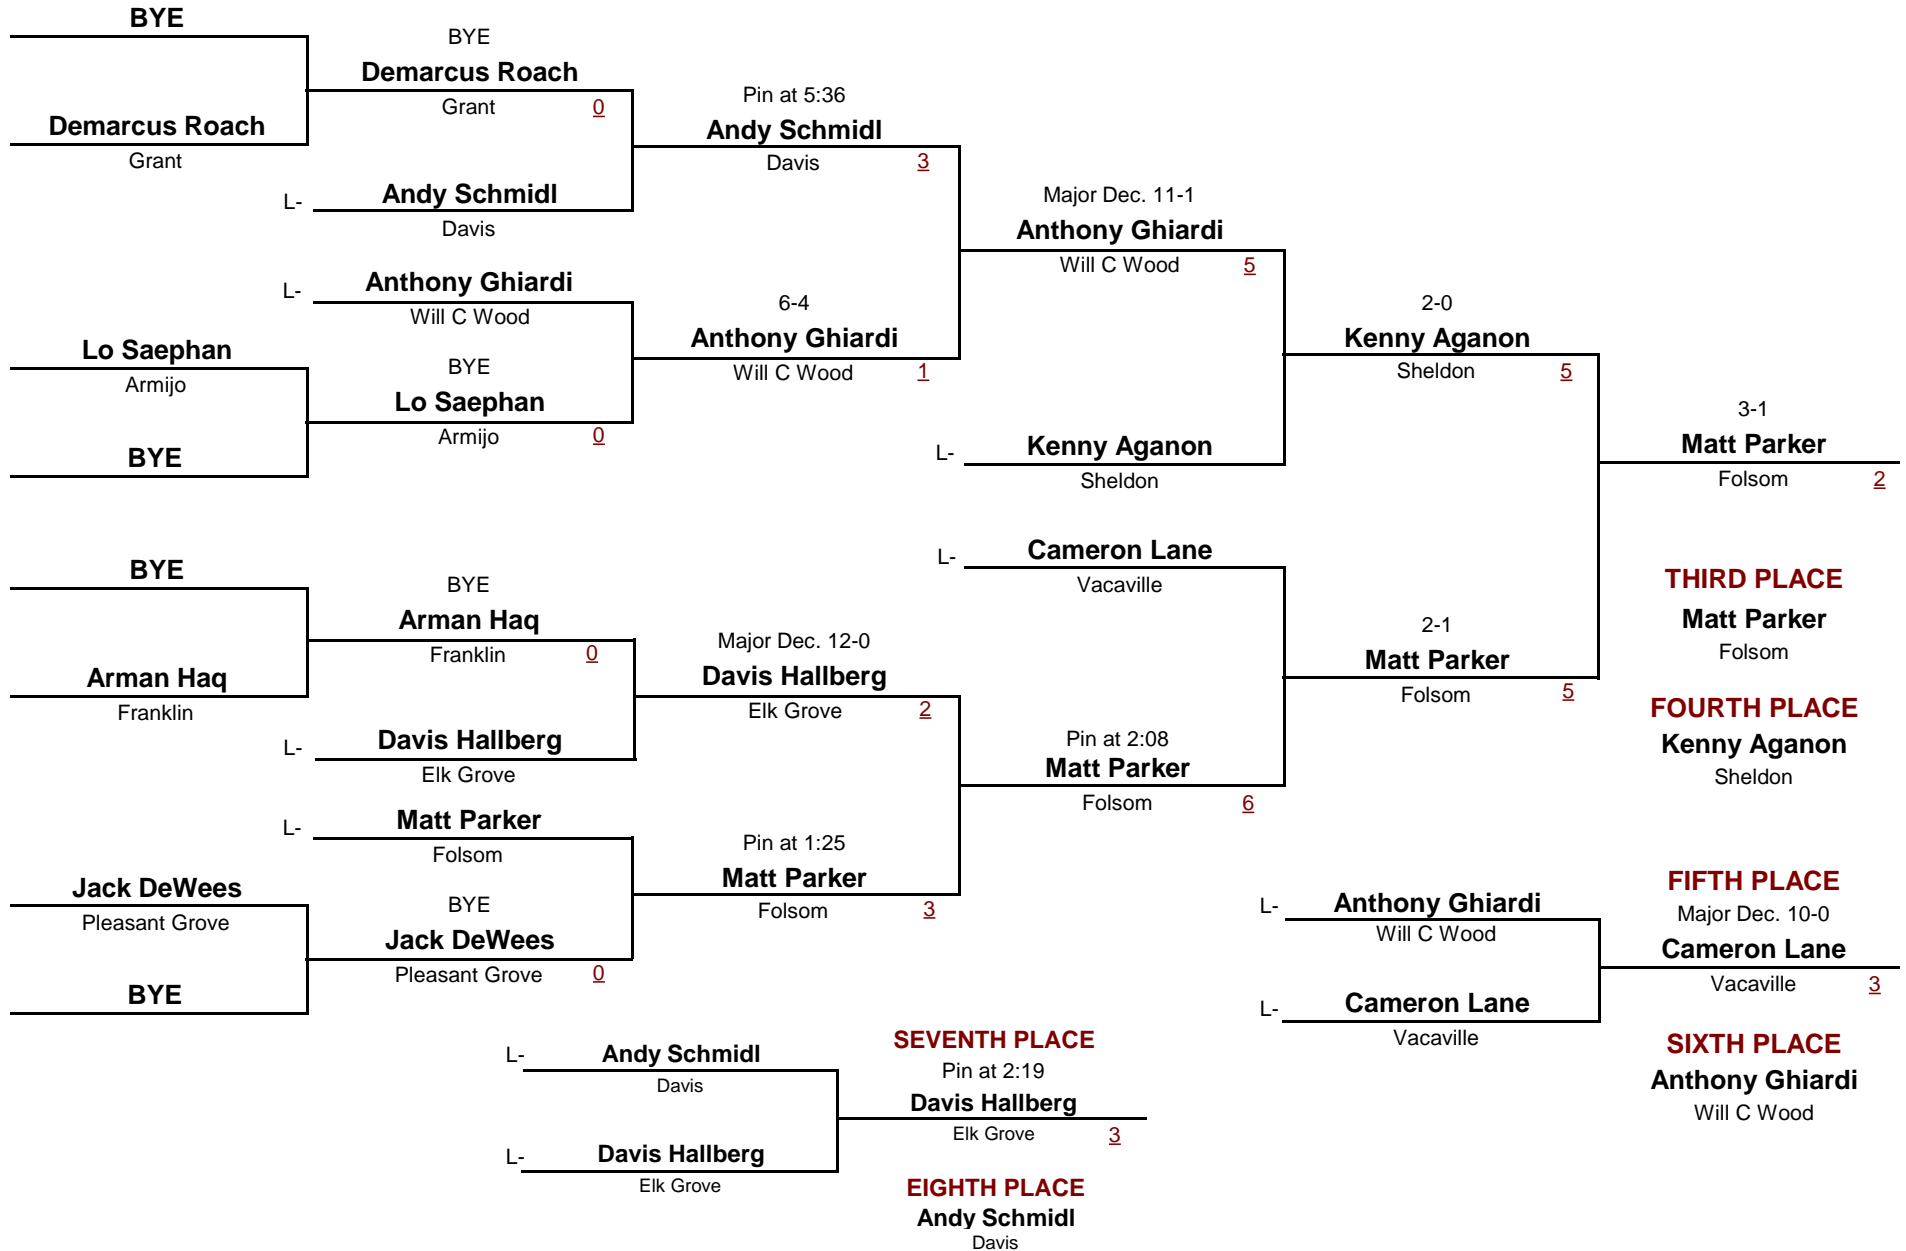 BYE
Demarcus Roach
Grant
Lo Saephan
Armijo
BYE
BYE
Arman Haq
Franklin
Jack DeWees
Pleasant Grove
BYE
BYE
Demarcus Roach
Grant 0
L- Andy Schmidl
Davis
L- Anthony Ghiardi
Will C Wood
BYE
Lo Saephan
Armijo 0
BYE
Arman Haq
Franklin 0
L- Davis Hallberg
Elk Grove
L- Matt Parker
Folsom
BYE
Jack DeWees
Pleasant Grove 0
Pin at 5:36
Andy Schmidl
Davis 3
6-4
Anthony Ghiardi
Will C Wood 1
Major Dec. 12-0
Davis Hallberg
Elk Grove 2
Pin at 1:25
Matt Parker
Folsom 3
Major Dec. 11-1
Anthony Ghiardi
Will C Wood 5
L- Kenny Aganon
Sheldon
L- Cameron Lane
Vacaville
Pin at 2:08
Matt Parker
Folsom 6
2-0
Kenny Aganon
Sheldon 5
2-1
Matt Parker
Folsom 5
3-1
Matt Parker
Folsom 2
THIRD PLACE
Matt Parker
Folsom
FOURTH PLACE
Kenny Aganon
Sheldon
L- Anthony Ghiardi
Will C Wood
L- Cameron Lane
Vacaville
FIFTH PLACE
Major Dec. 10-0
Cameron Lane
Vacaville 3
SIXTH PLACE
Anthony Ghiardi
Will C Wood
L- Andy Schmidl
Davis
L- Davis Hallberg
Elk Grove
SEVENTH PLACE
Pin at 2:19
Davis Hallberg
Elk Grove 3
EIGHTH PLACE
Andy Schmidl
Davis